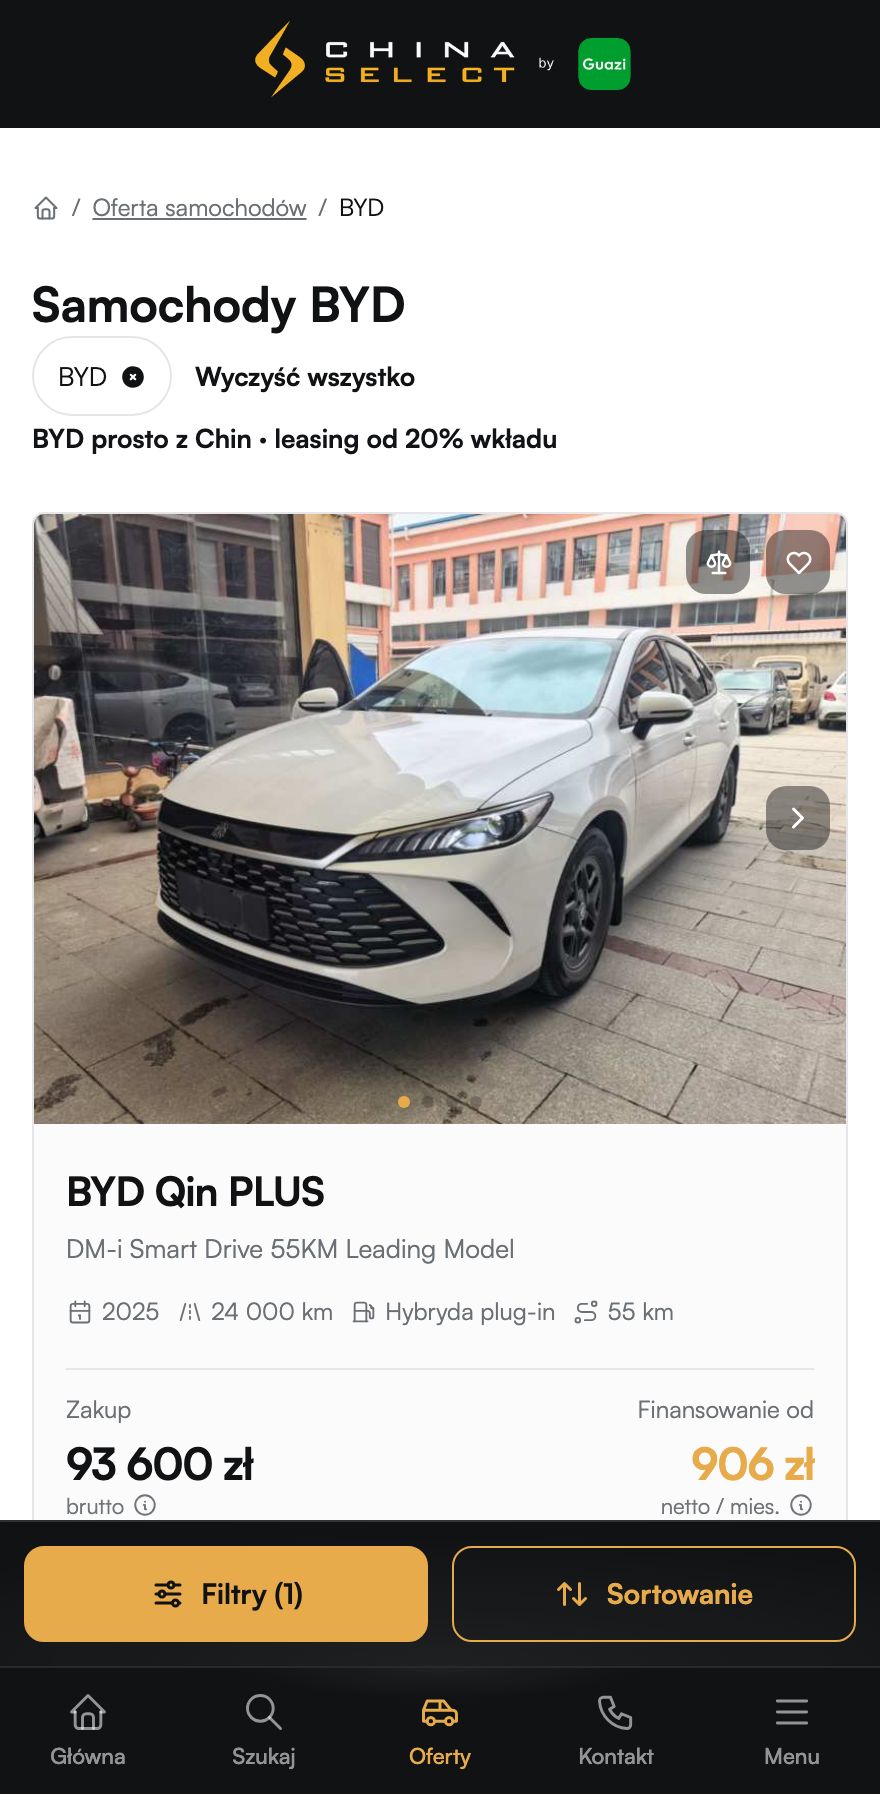 CHINA
SELECT
by
Guazi
/ Oferta samochodów / BYD
Samochody BYD
BYD
Wyczyść wszystko
BYD prosto z Chin • leasing od 20% wkładu
BYD Qin PLUS
DM-i Smart Drive 55KM Leading Model
2025
24 000 km
Hybryda plug-in
55 km
Zakup
Finansowanie od
93 600 zł
906 zł
brutto
netto / mies.
Filtry (1)
Sortowanie
Główna
Szukaj
Oferty
Kontakt
Menu